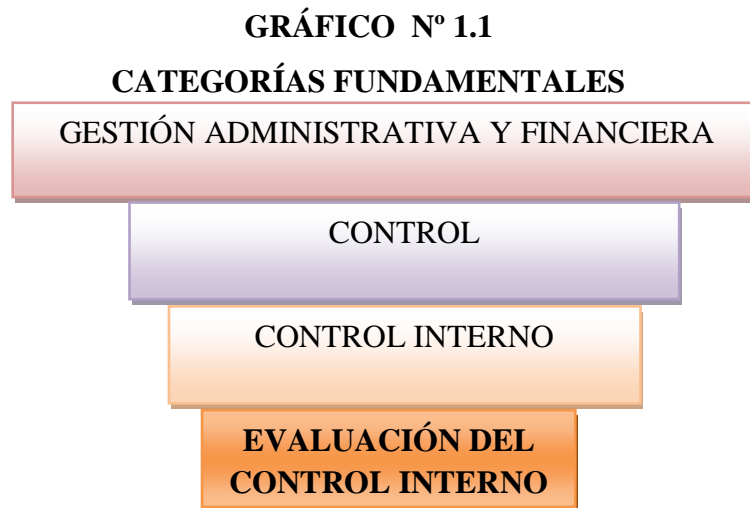 GRÁFICO Nº 1.1
CATEGORÍAS FUNDAMENTALES
GESTIÓN ADMINISTRATIVA Y FINANCIERA
CONTROL
CONTROL INTERNO
EVALUACIÓN DEL
CONTROL INTERNO